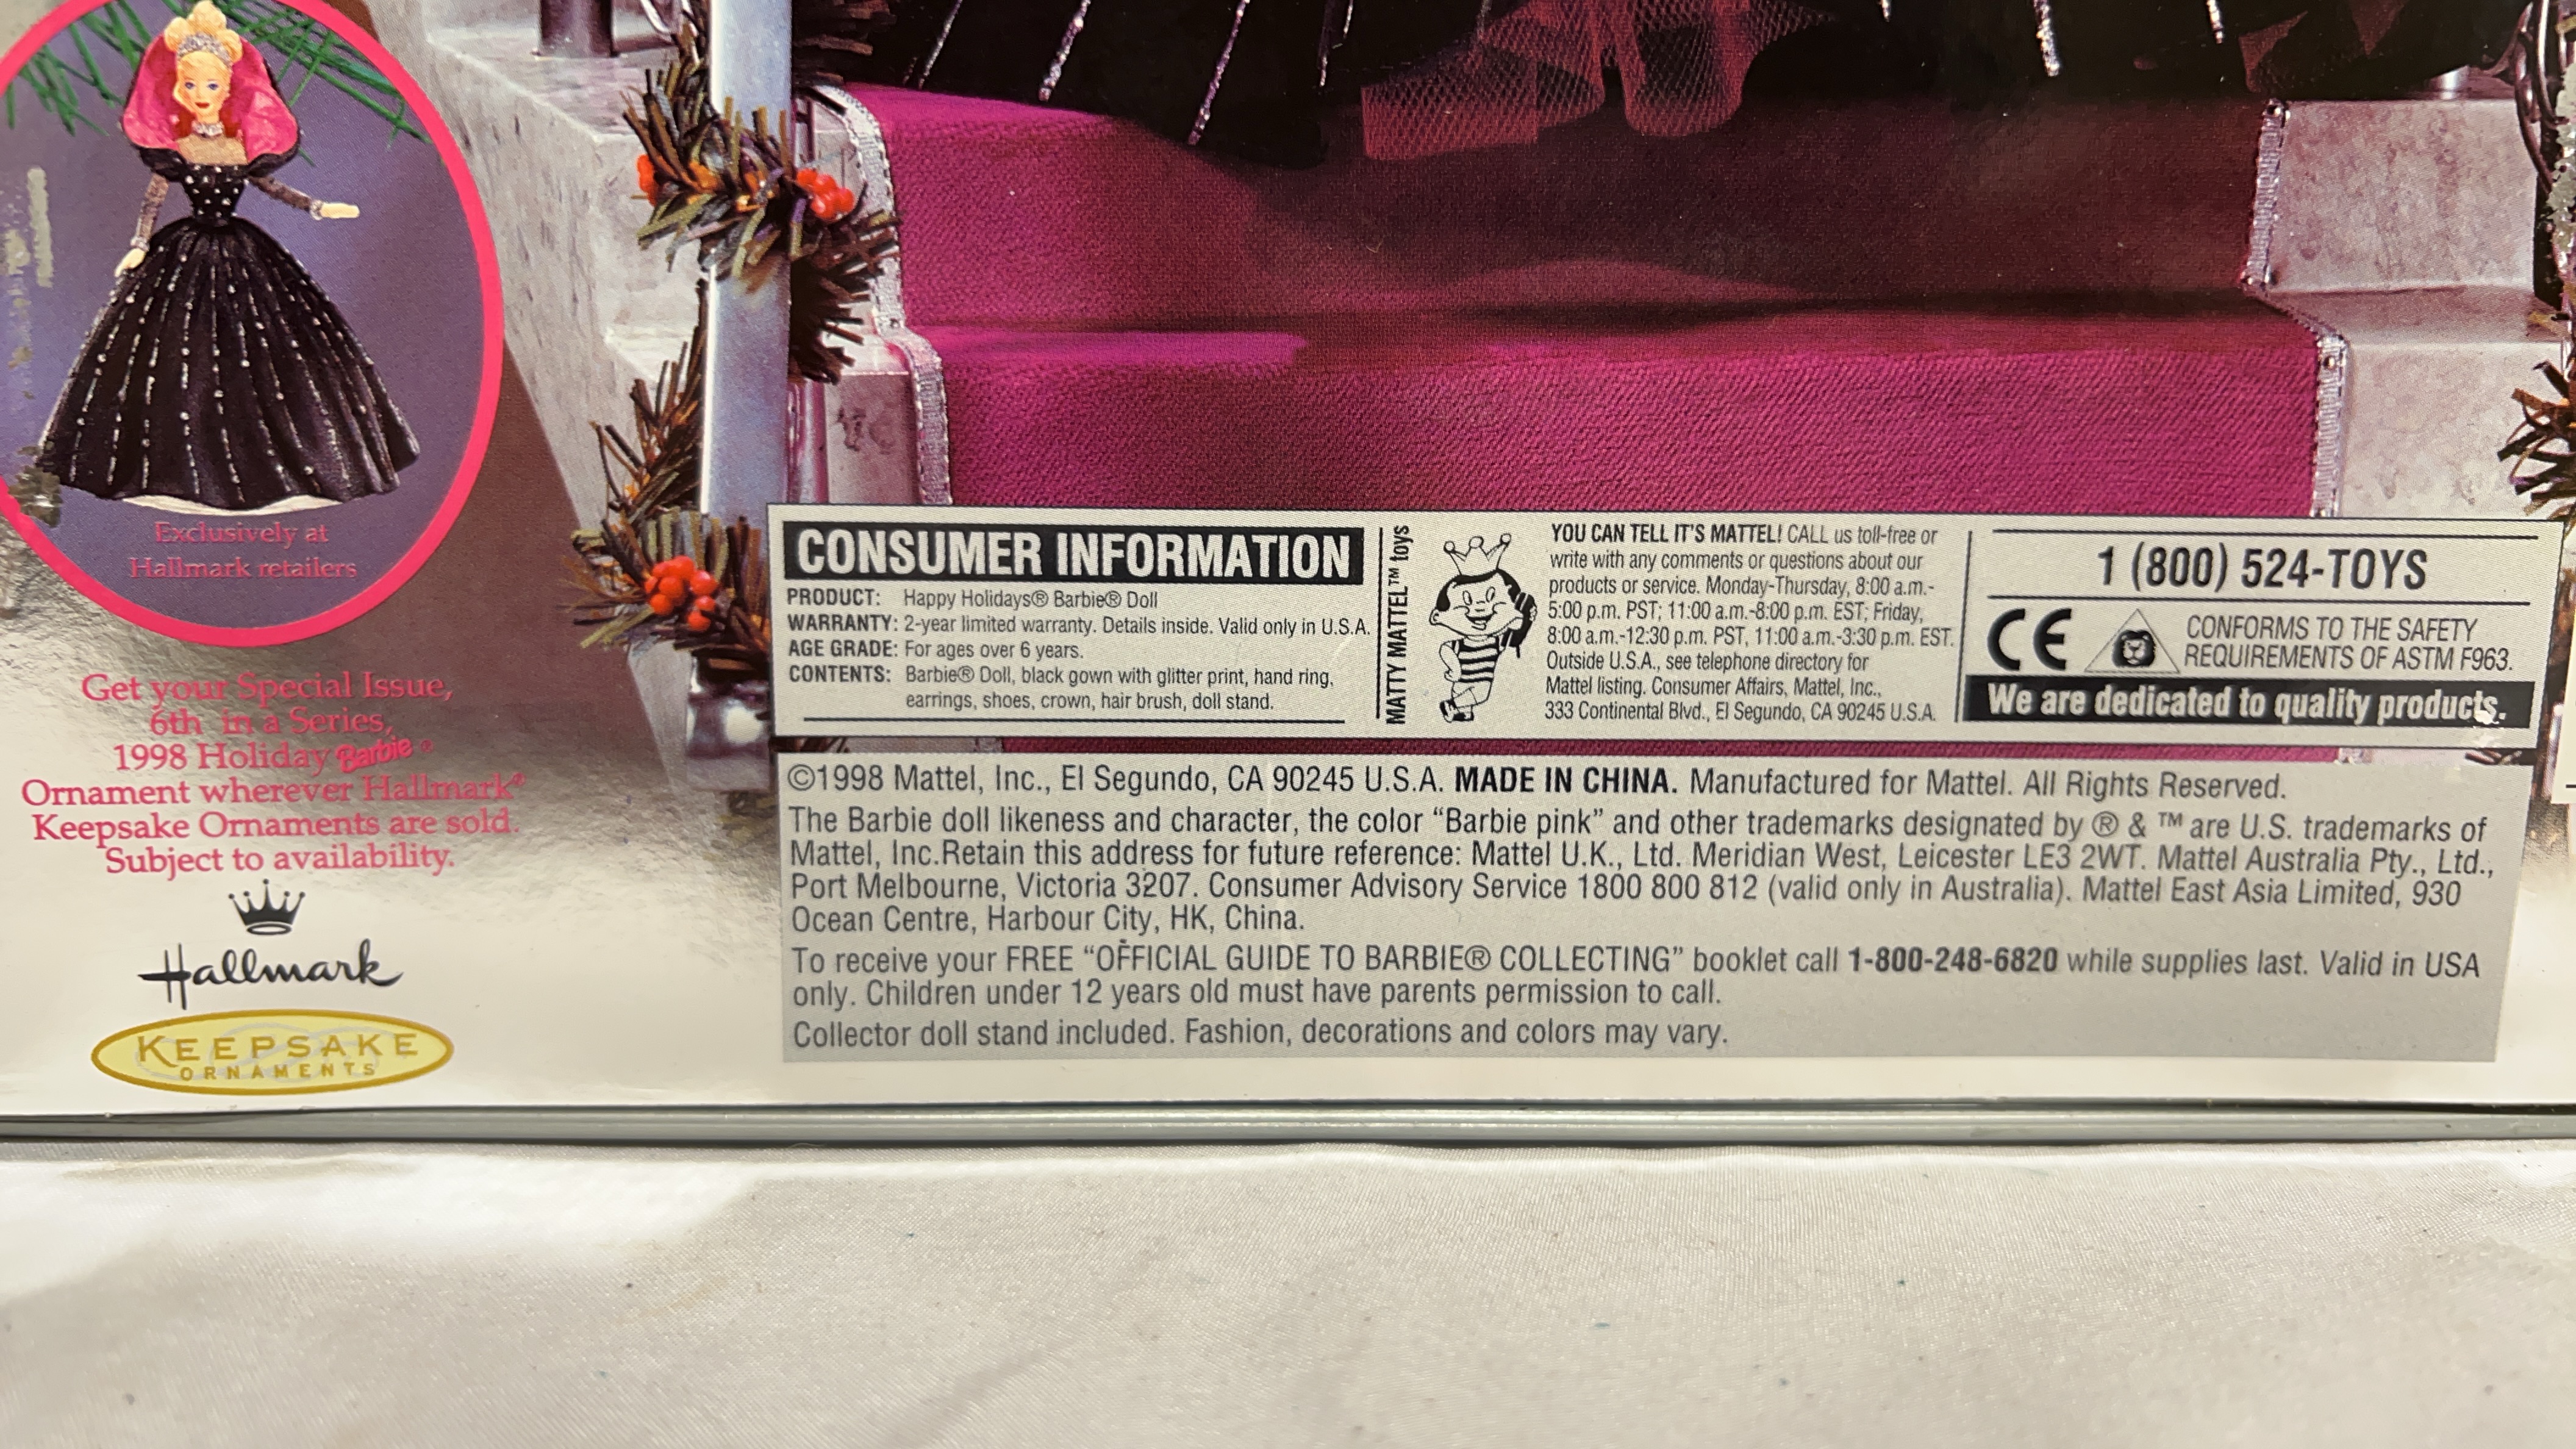 Exclusively at
Hallmark retailers
Get your Special Issue,
6th in a Series,
1998 Holiday Barbie®
Ornament wherever Hallmark®
Keepsake Ornaments are sold.
Subject to availability.
Hallmark
KEEPSAKE
ORNAMENTS
CONSUMER INFORMATION
PRODUCT: Happy Holidays® Barbie® Doll
WARRANTY: 2-year limited warranty. Details inside. Valid only in U.S.A.
AGE GRADE: For ages over 6 years.
CONTENTS: Barbie® Doll, black gown with glitter print, hand ring,
earrings, shoes, crown, hair brush, doll stand.
MATTY MATTEL™ toys
YOU CAN TELL IT'S MATTEL! CALL us toll-free or
write with any comments or questions about our
products or service. Monday-Thursday, 8:00 a.m.-
5:00 p.m. PST; 11:00 a.m.-8:00 p.m. EST; Friday,
8:00 a.m.-12:30 p.m. PST, 11:00 a.m.-3:30 p.m. EST.
Outside U.S.A., see telephone directory for
Mattel listing. Consumer Affairs, Mattel, Inc.,
333 Continental Blvd., El Segundo, CA 90245 U.S.A.
1 (800) 524-TOYS
CE
CONFORMS TO THE SAFETY
REQUIREMENTS OF ASTM F963.
We are dedicated to quality products.
©1998 Mattel, Inc., El Segundo, CA 90245 U.S.A. MADE IN CHINA. Manufactured for Mattel. All Rights Reserved.
The Barbie doll likeness and character, the color “Barbie pink” and other trademarks designated by ® & ™ are U.S. trademarks of
Mattel, Inc.Retain this address for future reference: Mattel U.K., Ltd. Meridian West, Leicester LE3 2WT. Mattel Australia Pty., Ltd.,
Port Melbourne, Victoria 3207. Consumer Advisory Service 1800 800 812 (valid only in Australia). Mattel East Asia Limited, 930
Ocean Centre, Harbour City, HK, China.
To receive your FREE “OFFICIAL GUIDE TO BARBIE® COLLECTING” booklet call 1-800-248-6820 while supplies last. Valid in USA
only. Children under 12 years old must have parents permission to call.
Collector doll stand included. Fashion, decorations and colors may vary.